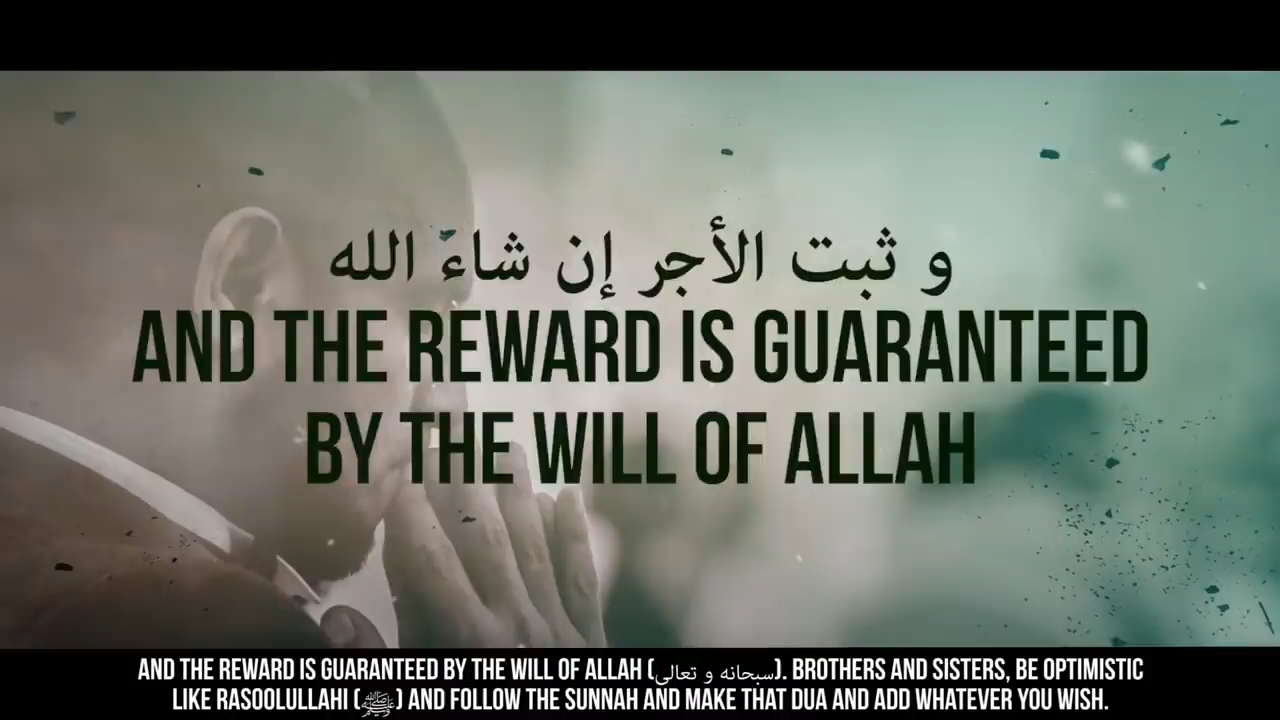 و ثبت الأجر إن شاءَ الله
AND THE REWARD IS GUARANTEED
BY THE WILL OF ALLAH
AND THE REWARD IS GUARANTEED BY THE WILL OF ALLAH (سبحانه و تعالى). BROTHERS AND SISTERS, BE OPTIMISTIC
LIKE RASOOLULLAHI (ﷺ) AND FOLLOW THE SUNNAH AND MAKE THAT DUA AND ADD WHATEVER YOU WISH.